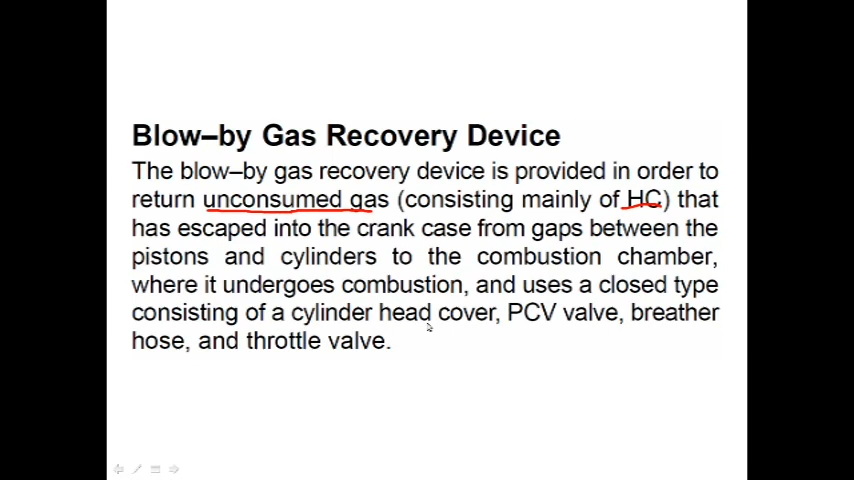 Blow–by Gas Recovery Device
The blow–by gas recovery device is provided in order to
return unconsumed gas (consisting mainly of HC) that
has escaped into the crank case from gaps between the
pistons and cylinders to the combustion chamber,
where it undergoes combustion, and uses a closed type
consisting of a cylinder head cover, PCV valve, breather
hose, and throttle valve.